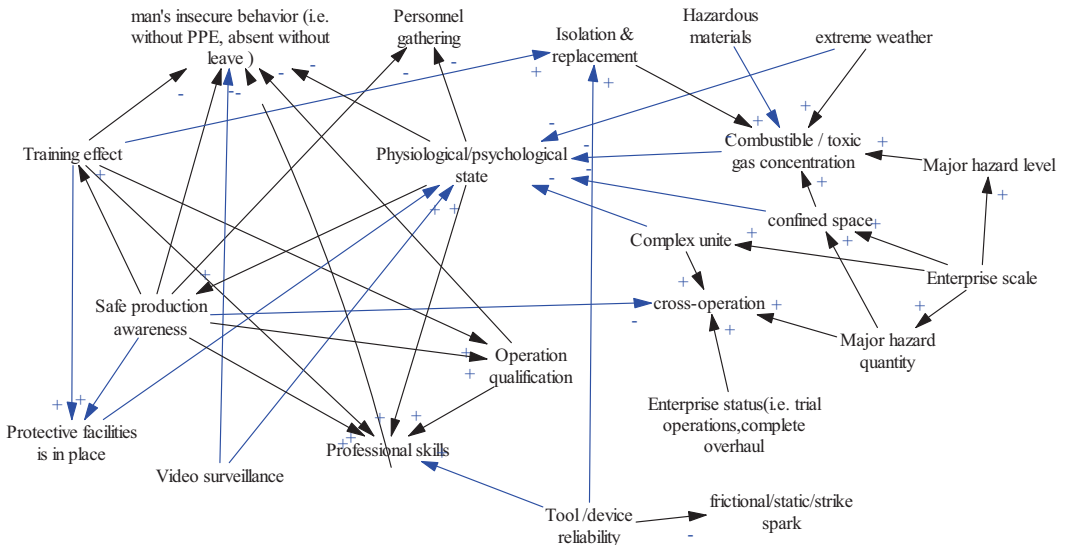 man's insecure behavior (i.e.
without PPE, absent without
leave )
Personnel
gathering
Isolation &
replacement
Hazardous
materials
extreme weather
Training effect
Physiological/psychological
state
Combustible / toxic
gas concentration
Major hazard level
confined space
Complex unite
Enterprise scale
Safe production
awareness
cross-operation
Major hazard
quantity
Operation
qualification
Enterprise status(i.e. trial
operations,complete
overhaul
Protective facilities
is in place
Professional skills
Video surveillance
Tool /device
reliability
frictional/static/strike
spark